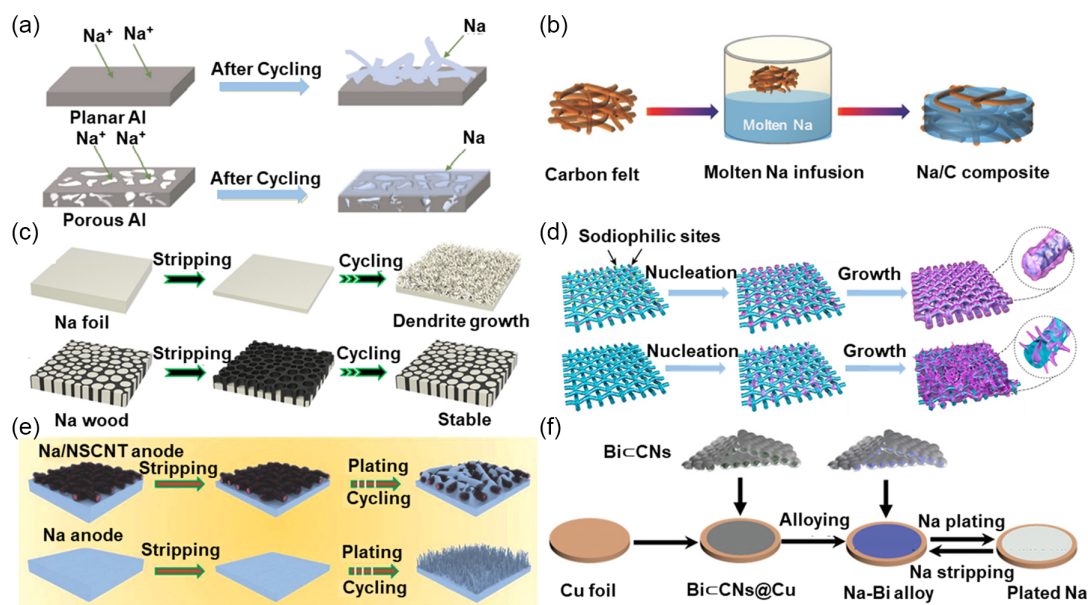 (a)
Na⁺ Na⁺
Na
After Cycling
Planar Al
Na⁺ Na⁺
Na
After Cycling
Porous Al
(b)
Molten Na
Carbon felt
Molten Na infusion
Na/C composite
(c)
Stripping
Cycling
Na foil
Dendrite growth
Stripping
Cycling
Na wood
Stable
(d)
Sodiophilic sites
Nucleation
Growth
Nucleation
Growth
(e)
Na/NSCNT anode
Stripping
Plating
Cycling
Na anode
Stripping
Plating
Cycling
(f)
Bi⊂CNs
Alloying
Na plating
Na stripping
Cu foil
Bi⊂CNs@Cu
Na-Bi alloy
Plated Na